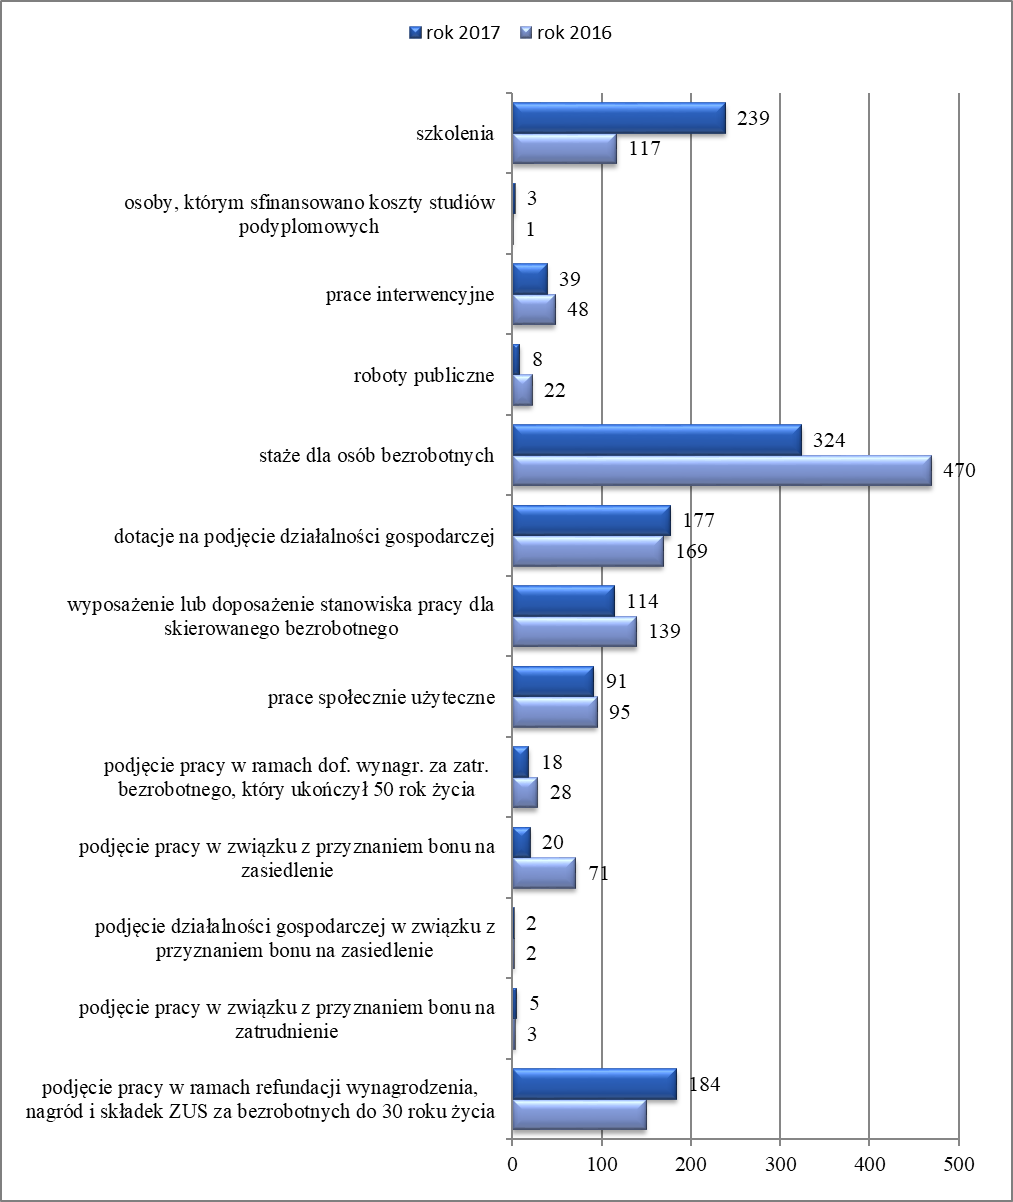 rok 2017 rok 2016
szkolenia
239
117
osoby, którym sfinansowano koszty studiów
podyplomowych
3
1
prace interwencyjne
39
48
roboty publiczne
8
22
staże dla osób bezrobotnych
324
470
dotacje na podjęcie działalności gospodarczej
177
169
wyposażenie lub doposażenie stanowiska pracy dla
skierowanego bezrobotnego
114
139
prace społecznie użyteczne
91
95
podjęcie pracy w ramach dof. wynagr. za zatr.
bezrobotnego, który ukończył 50 rok życia
18
28
podjęcie pracy w związku z przyznaniem bonu na
zasiedlenie
20
71
podjęcie działalności gospodarczej w związku z
przyznaniem bonu na zasiedlenie
2
2
podjęcie pracy w związku z przyznaniem bonu na
zatrudnienie
5
3
podjęcie pracy w ramach refundacji wynagrodzenia,
nagród i składek ZUS za bezrobotnych do 30 roku życia
184
0 100 200 300 400 500